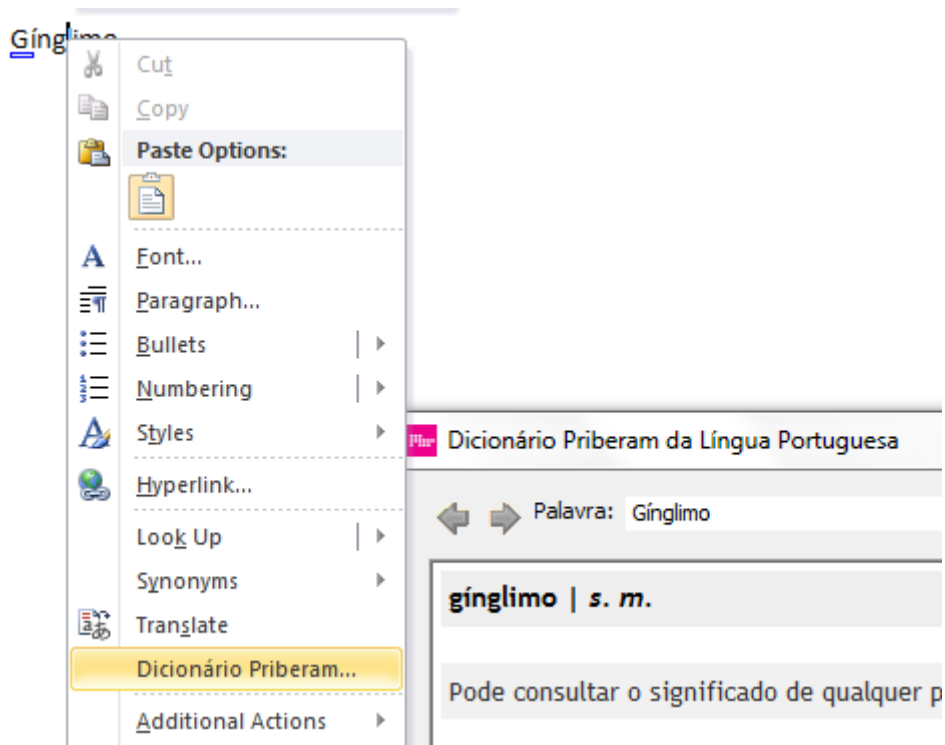 Gínglimo
Cut
Copy
Paste Options:
Font...
Paragraph...
Bullets
Numbering
Styles
Hyperlink...
Look Up
Synonyms
Translate
Dicionário Priberam...
Additional Actions
Dicionário Priberam da Língua Portuguesa
Palavra: Gínglimo
gínglimo | s. m.
Pode consultar o significado de qualquer p